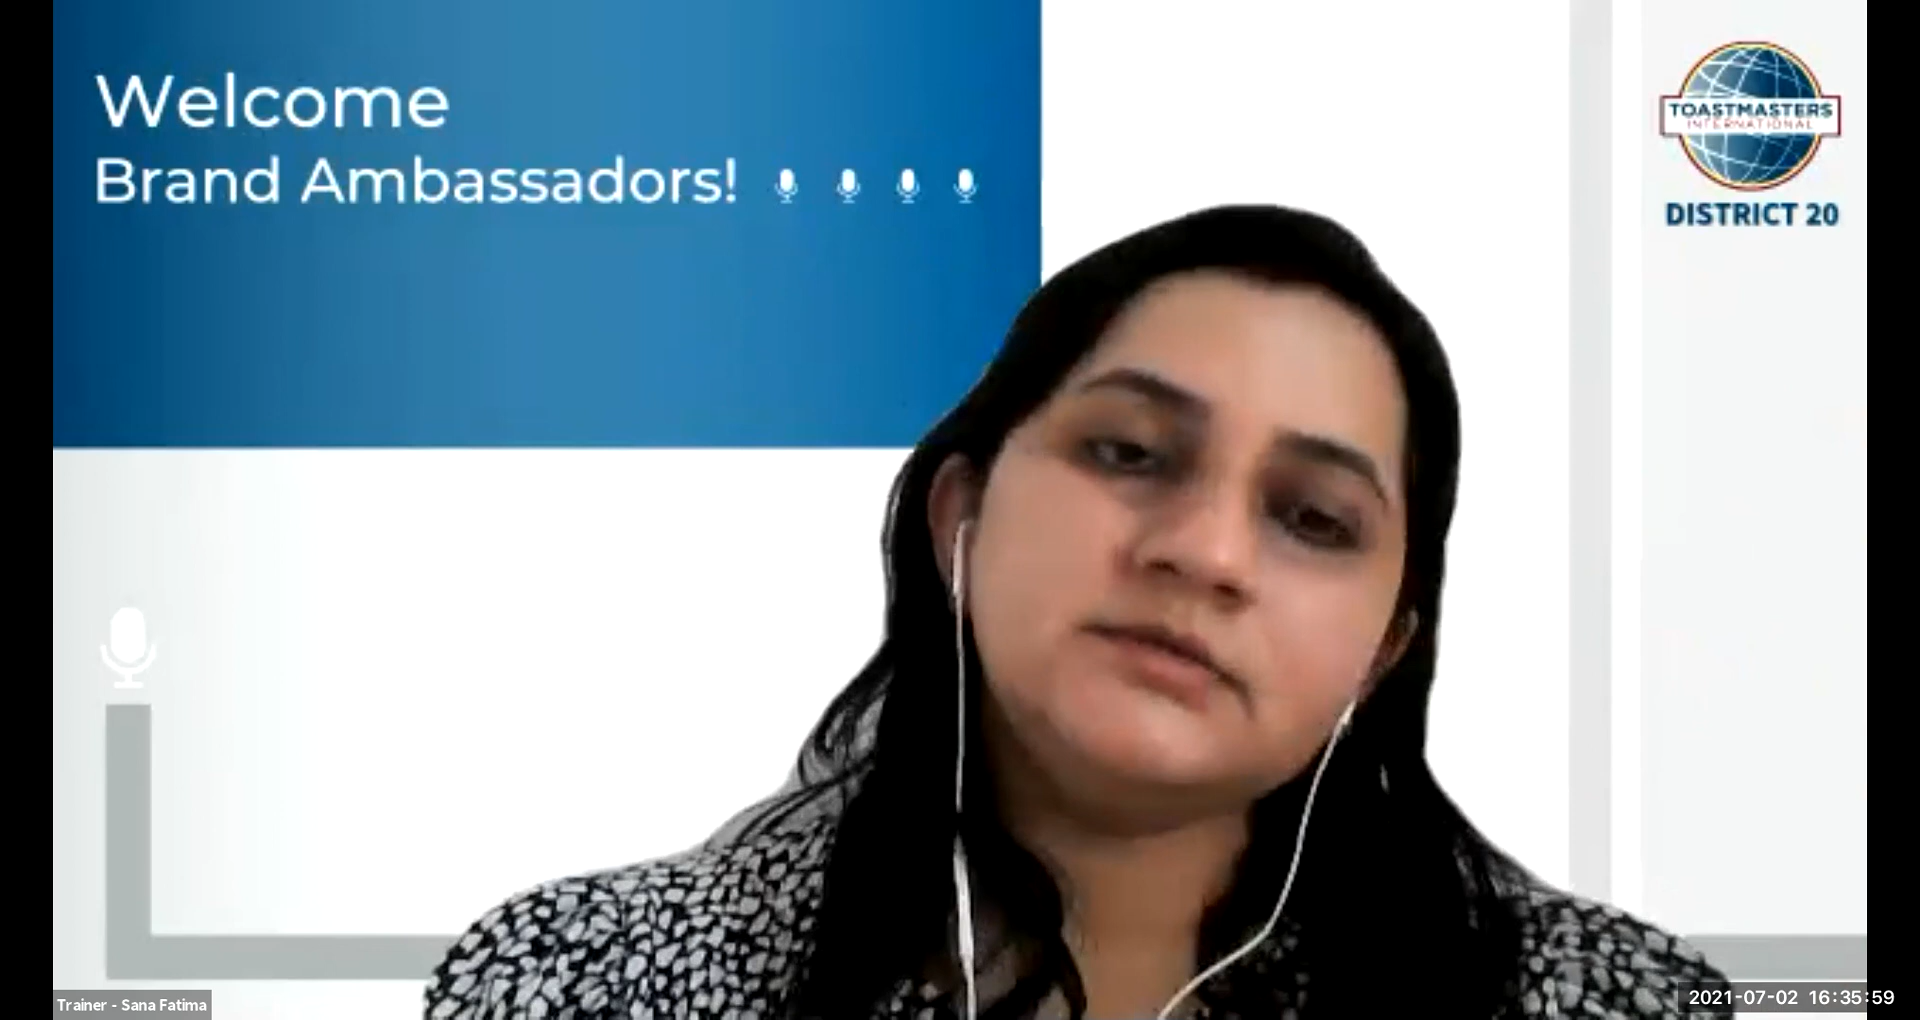 Welcome
Brand Ambassadors!
TOASTMASTERS
INTERNATIONAL
DISTRICT 20
Trainer - Sana Fatima
2021-07-02 16:35:59